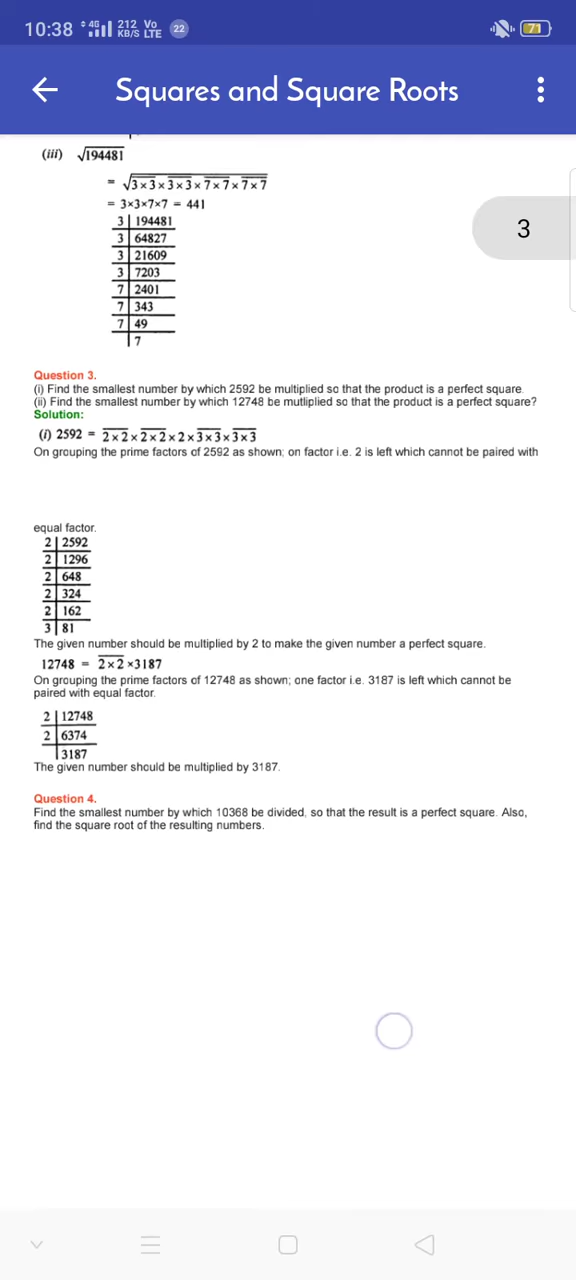 10:38 4G 212 KB/S Vo LTE 22 71
Squares and Square Roots
(iii) √194481
= √3×3×3×3×7×7×7×7
= 3×3×7×7 = 441
3 | 194481
3 | 64827
3 | 21609
3 | 7203
7 | 2401
7 | 343
7 | 49
| 7
3
Question 3.
(i) Find the smallest number by which 2592 be multiplied so that the product is a perfect square.
(ii) Find the smallest number by which 12748 be mutliplied so that the product is a perfect square?
Solution:
(i) 2592 = 2×2×2×2×2×3×3×3×3
On grouping the prime factors of 2592 as shown; on factor i.e. 2 is left which cannot be paired with
equal factor.
2 | 2592
2 | 1296
2 | 648
2 | 324
2 | 162
3 | 81
The given number should be multiplied by 2 to make the given number a perfect square.
12748 = 2×2×3187
On grouping the prime factors of 12748 as shown; one factor i.e. 3187 is left which cannot be
paired with equal factor.
2 | 12748
2 | 6374
| 3187
The given number should be multiplied by 3187.
Question 4.
Find the smallest number by which 10368 be divided, so that the result is a perfect square. Also,
find the square root of the resulting numbers.